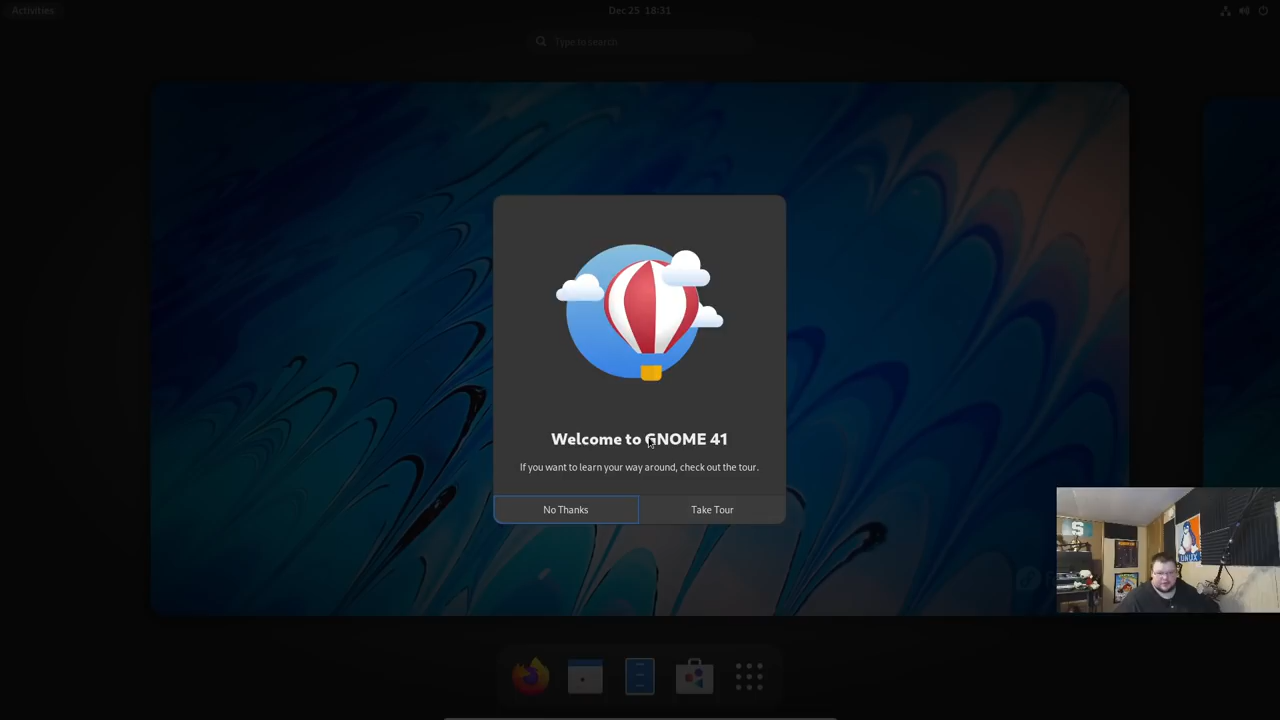 Activities
Dec 25 18:31
Type to search
Welcome to GNOME 41
If you want to learn your way around, check out the tour.
No Thanks
Take Tour
S
LINUX